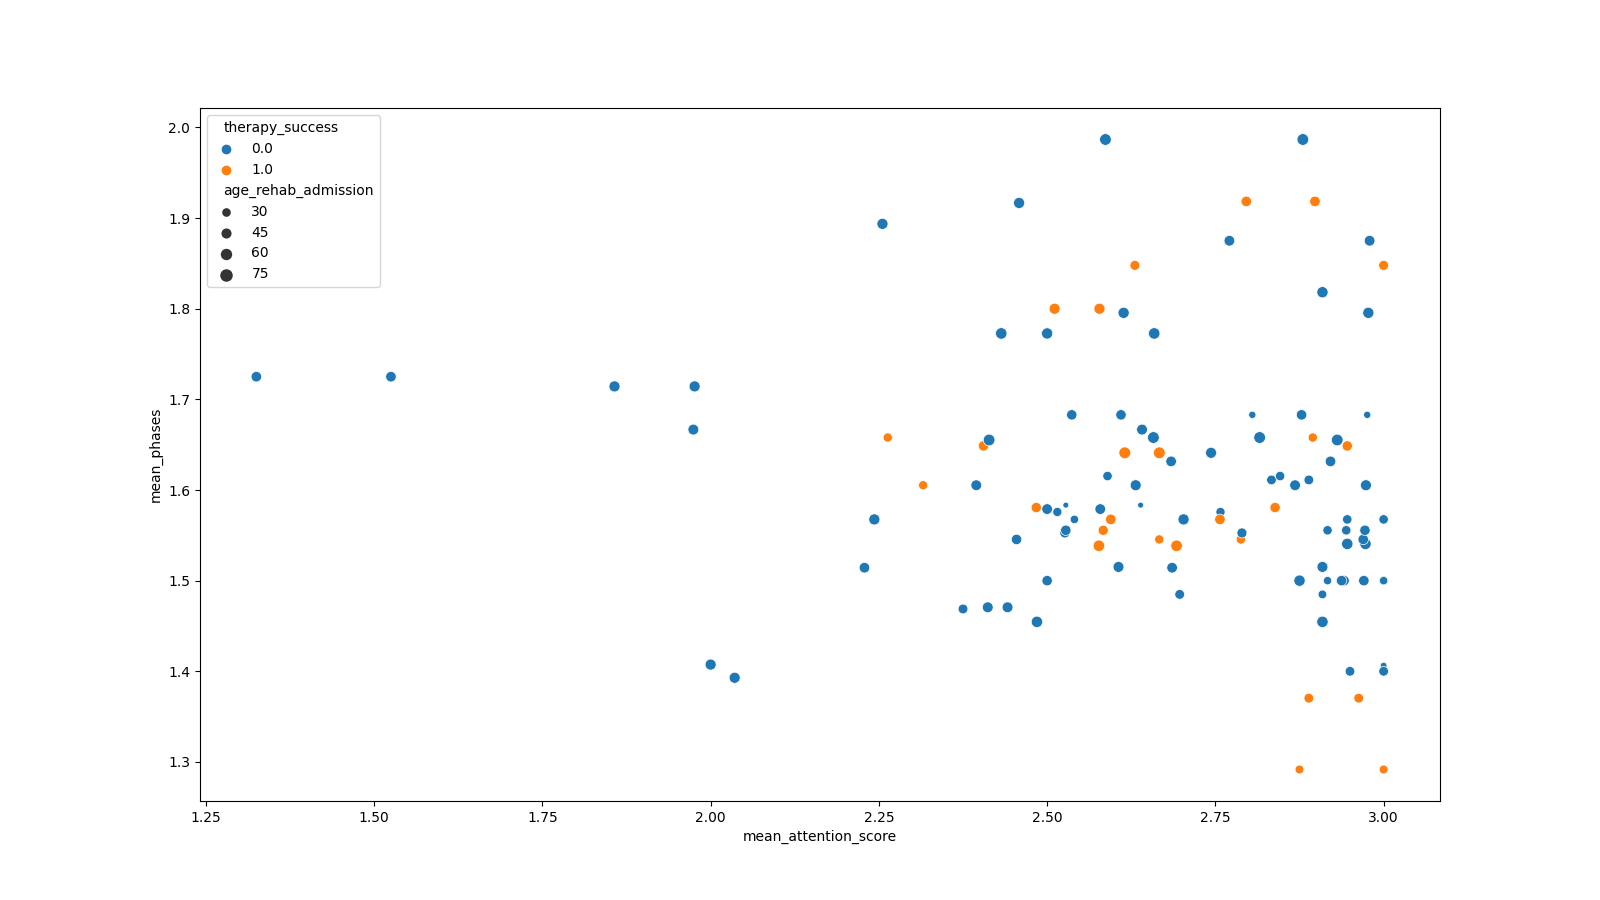 therapy_success
0.0
1.0
age_rehab_admission
30
45
60
75
2.0
1.9
1.8
1.7
1.6
1.5
1.4
1.3
mean_phases
1.25 1.50 1.75 2.00 2.25 2.50 2.75 3.00
mean_attention_score